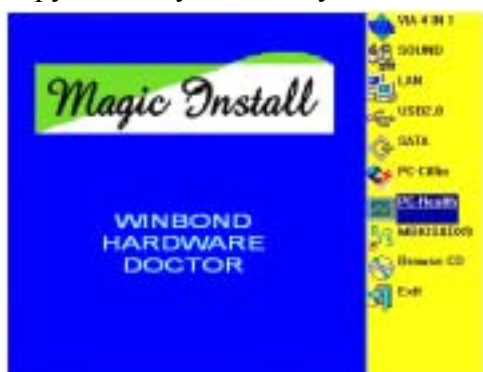 Magic Install
WINBOND
HARDWARE
DOCTOR
VIA 4 IN 1
SOUND
LAN
USB2.0
SATA
PC-Health
Browse CD
Exit